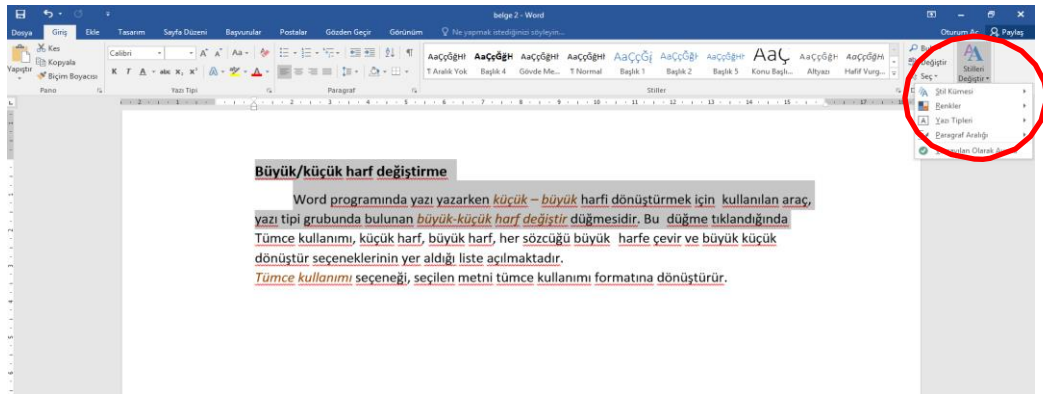 belge 2 - Word
Dosya Giriş Ekle Tasarım Sayfa Düzeni Başvurular Postalar Gözden Geçir Görünüm Ne yapmak istediğinizi söyleyin... Oturum Aç Paylaş
Yapıştır
Kes
Kopyala
Biçim Boyacısı
Pano
Calibri
Yazı Tipi
Paragraf
AaÇçĞğHł AaÇçĞğH AaÇçĞğHł AaÇçĞğHł AaÇçĞğ AaÇçĞğł AaÇçĞğHł AaÇ AaÇçĞğH AaÇçĞğH
¶ Aralık Yok Başlık 4 Gövde Me... ¶ Normal Başlık 1 Başlık 2 Başlık 5 Konu Başlı... Altyazı Hafif Vurg...
Stiller
Değiştir
Seç
Stilleri
Değiştir
Stil Kümesi
Renkler
Yazı Tipleri
Paragraf Aralığı
Büyük/küçük harf değiştirme
Word programında yazı yazarken küçük – büyük harfi dönüştürmek için kullanılan araç,
yazı tipi grubunda bulunan büyük-küçük harf değiştir düğmesidir. Bu düğme tıklandığında
Tümce kullanımı, küçük harf, büyük harf, her sözcüğü büyük harfe çevir ve büyük küçük
dönüştür seçeneklerinin yer aldığı liste açılmaktadır.
Tümce kullanımı seçeneği, seçilen metni tümce kullanımı formatına dönüştürür.